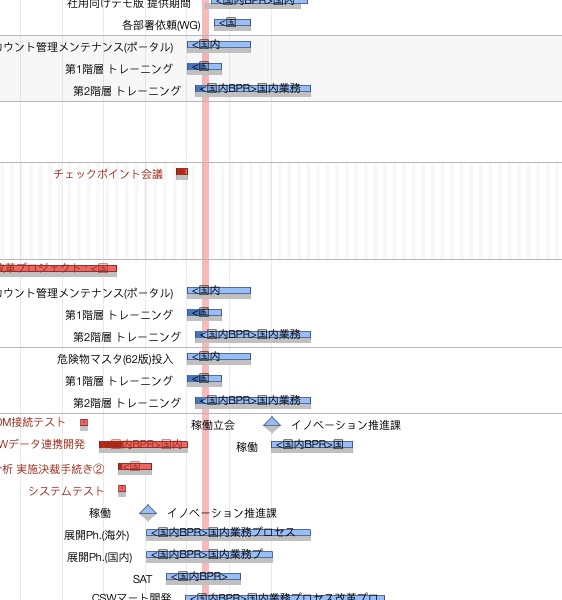 社用向けデモ版 提供期間 <国内BPR>国内
各部署依頼(WG) <国
カウント管理メンテナンス(ポータル) <国内
第1階層 トレーニング <国
第2階層 トレーニング <国内BPR>国内業務
チェックポイント会議
改革プロジェクト: <国
カウント管理メンテナンス(ポータル) <国内
第1階層 トレーニング <国
第2階層 トレーニング <国内BPR>国内業務
危険物マスタ(62版)投入 <国内
第1階層 トレーニング <国
第2階層 トレーニング <国内BPR>国内業務
OM接続テスト 稼働立会 イノベーション推進課
Wデータ連携開発 国内BPR>国内 稼働 <国内BPR>国
析 実施決裁手続き② <国
システムテスト
稼働 イノベーション推進課
展開Ph.(海外) <国内BPR>国内業務プロセス
展開Ph.(国内) <国内BPR>国内業務プ
SAT <国内BPR>
CSWマート開発 <国内BPR>国内業務プロセス改革プロ